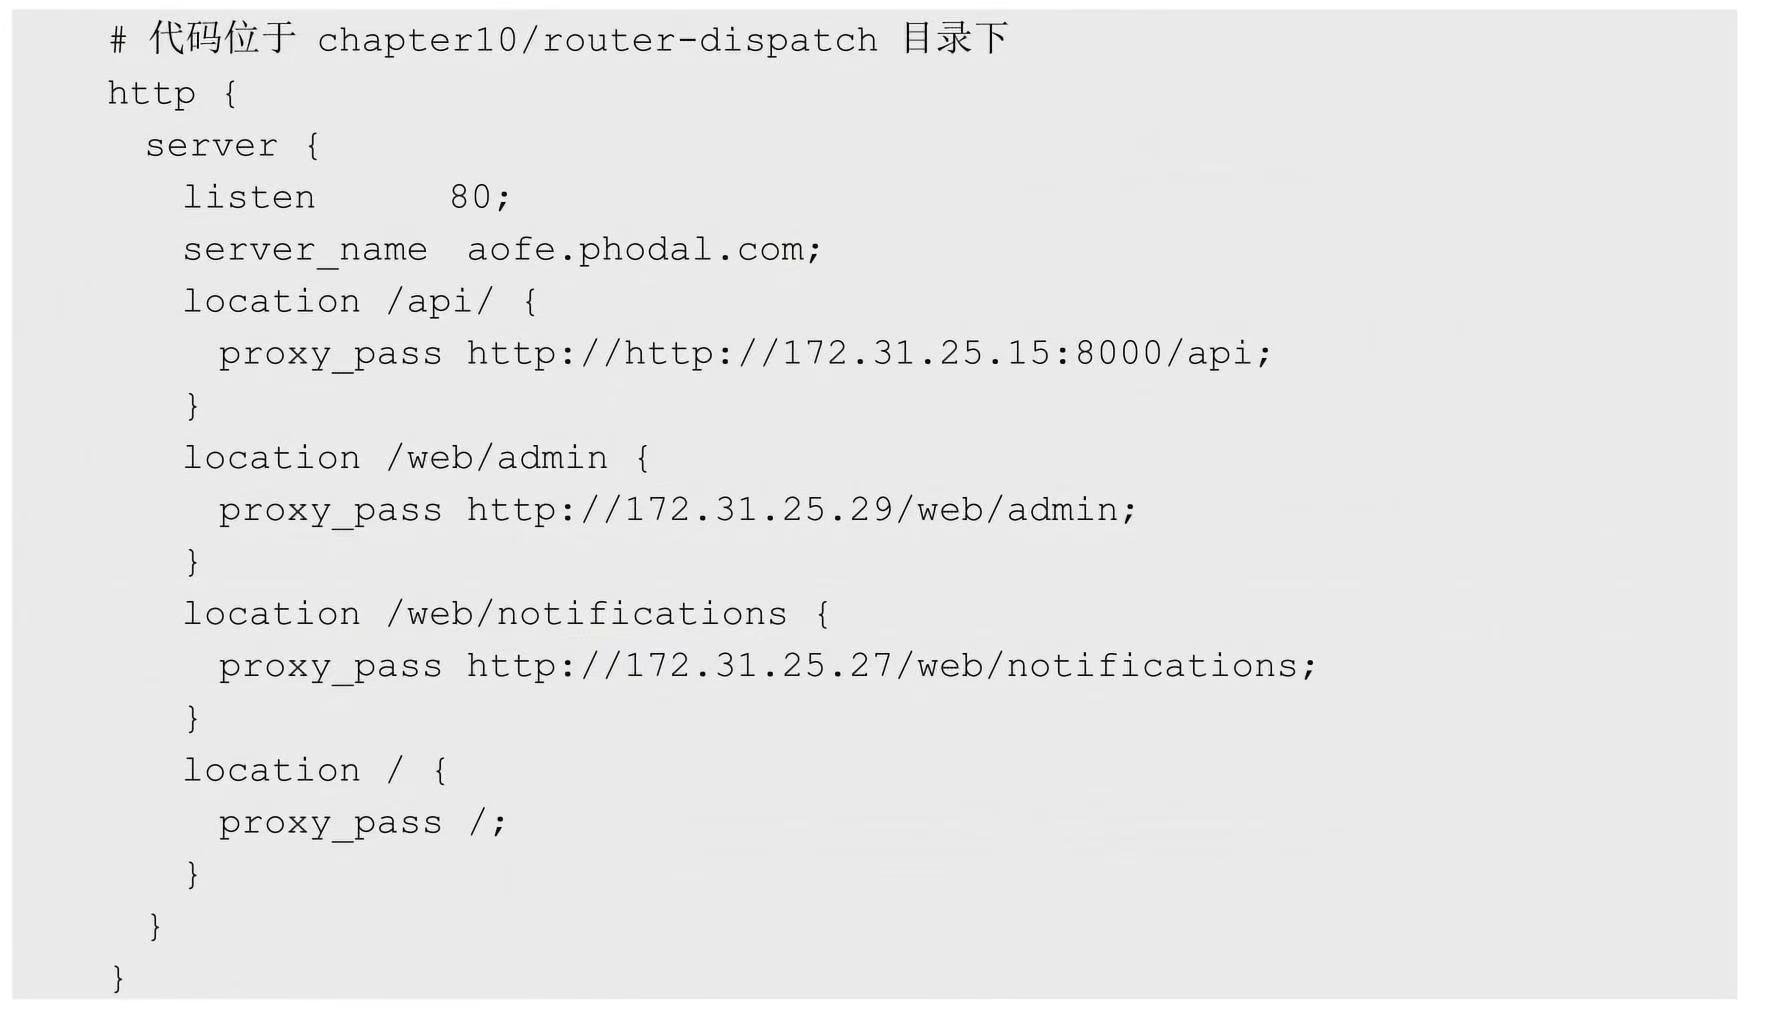 # 代码位于 chapter10/router-dispatch 目录下
http {
server {
listen 80;
server_name aofe.phodal.com;
location /api/ {
proxy_pass http://http://172.31.25.15:8000/api;
}
location /web/admin {
proxy_pass http://172.31.25.29/web/admin;
}
location /web/notifications {
proxy_pass http://172.31.25.27/web/notifications;
}
location / {
proxy_pass /;
}
}
}